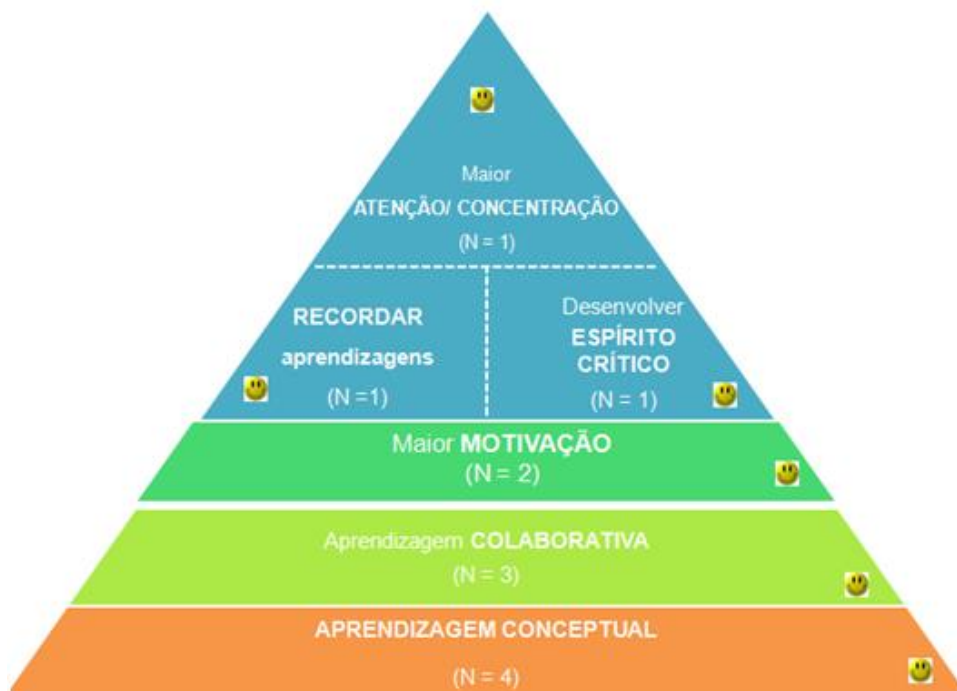 Maior
ATENÇÃO/ CONCENTRAÇÃO
(N = 1)
RECORDAR
aprendizagens
(N =1)
Desenvolver
ESPÍRITO
CRÍTICO
(N = 1)
Maior MOTIVAÇÃO
(N = 2)
Aprendizagem COLABORATIVA
(N = 3)
APRENDIZAGEM CONCEPTUAL
(N = 4)